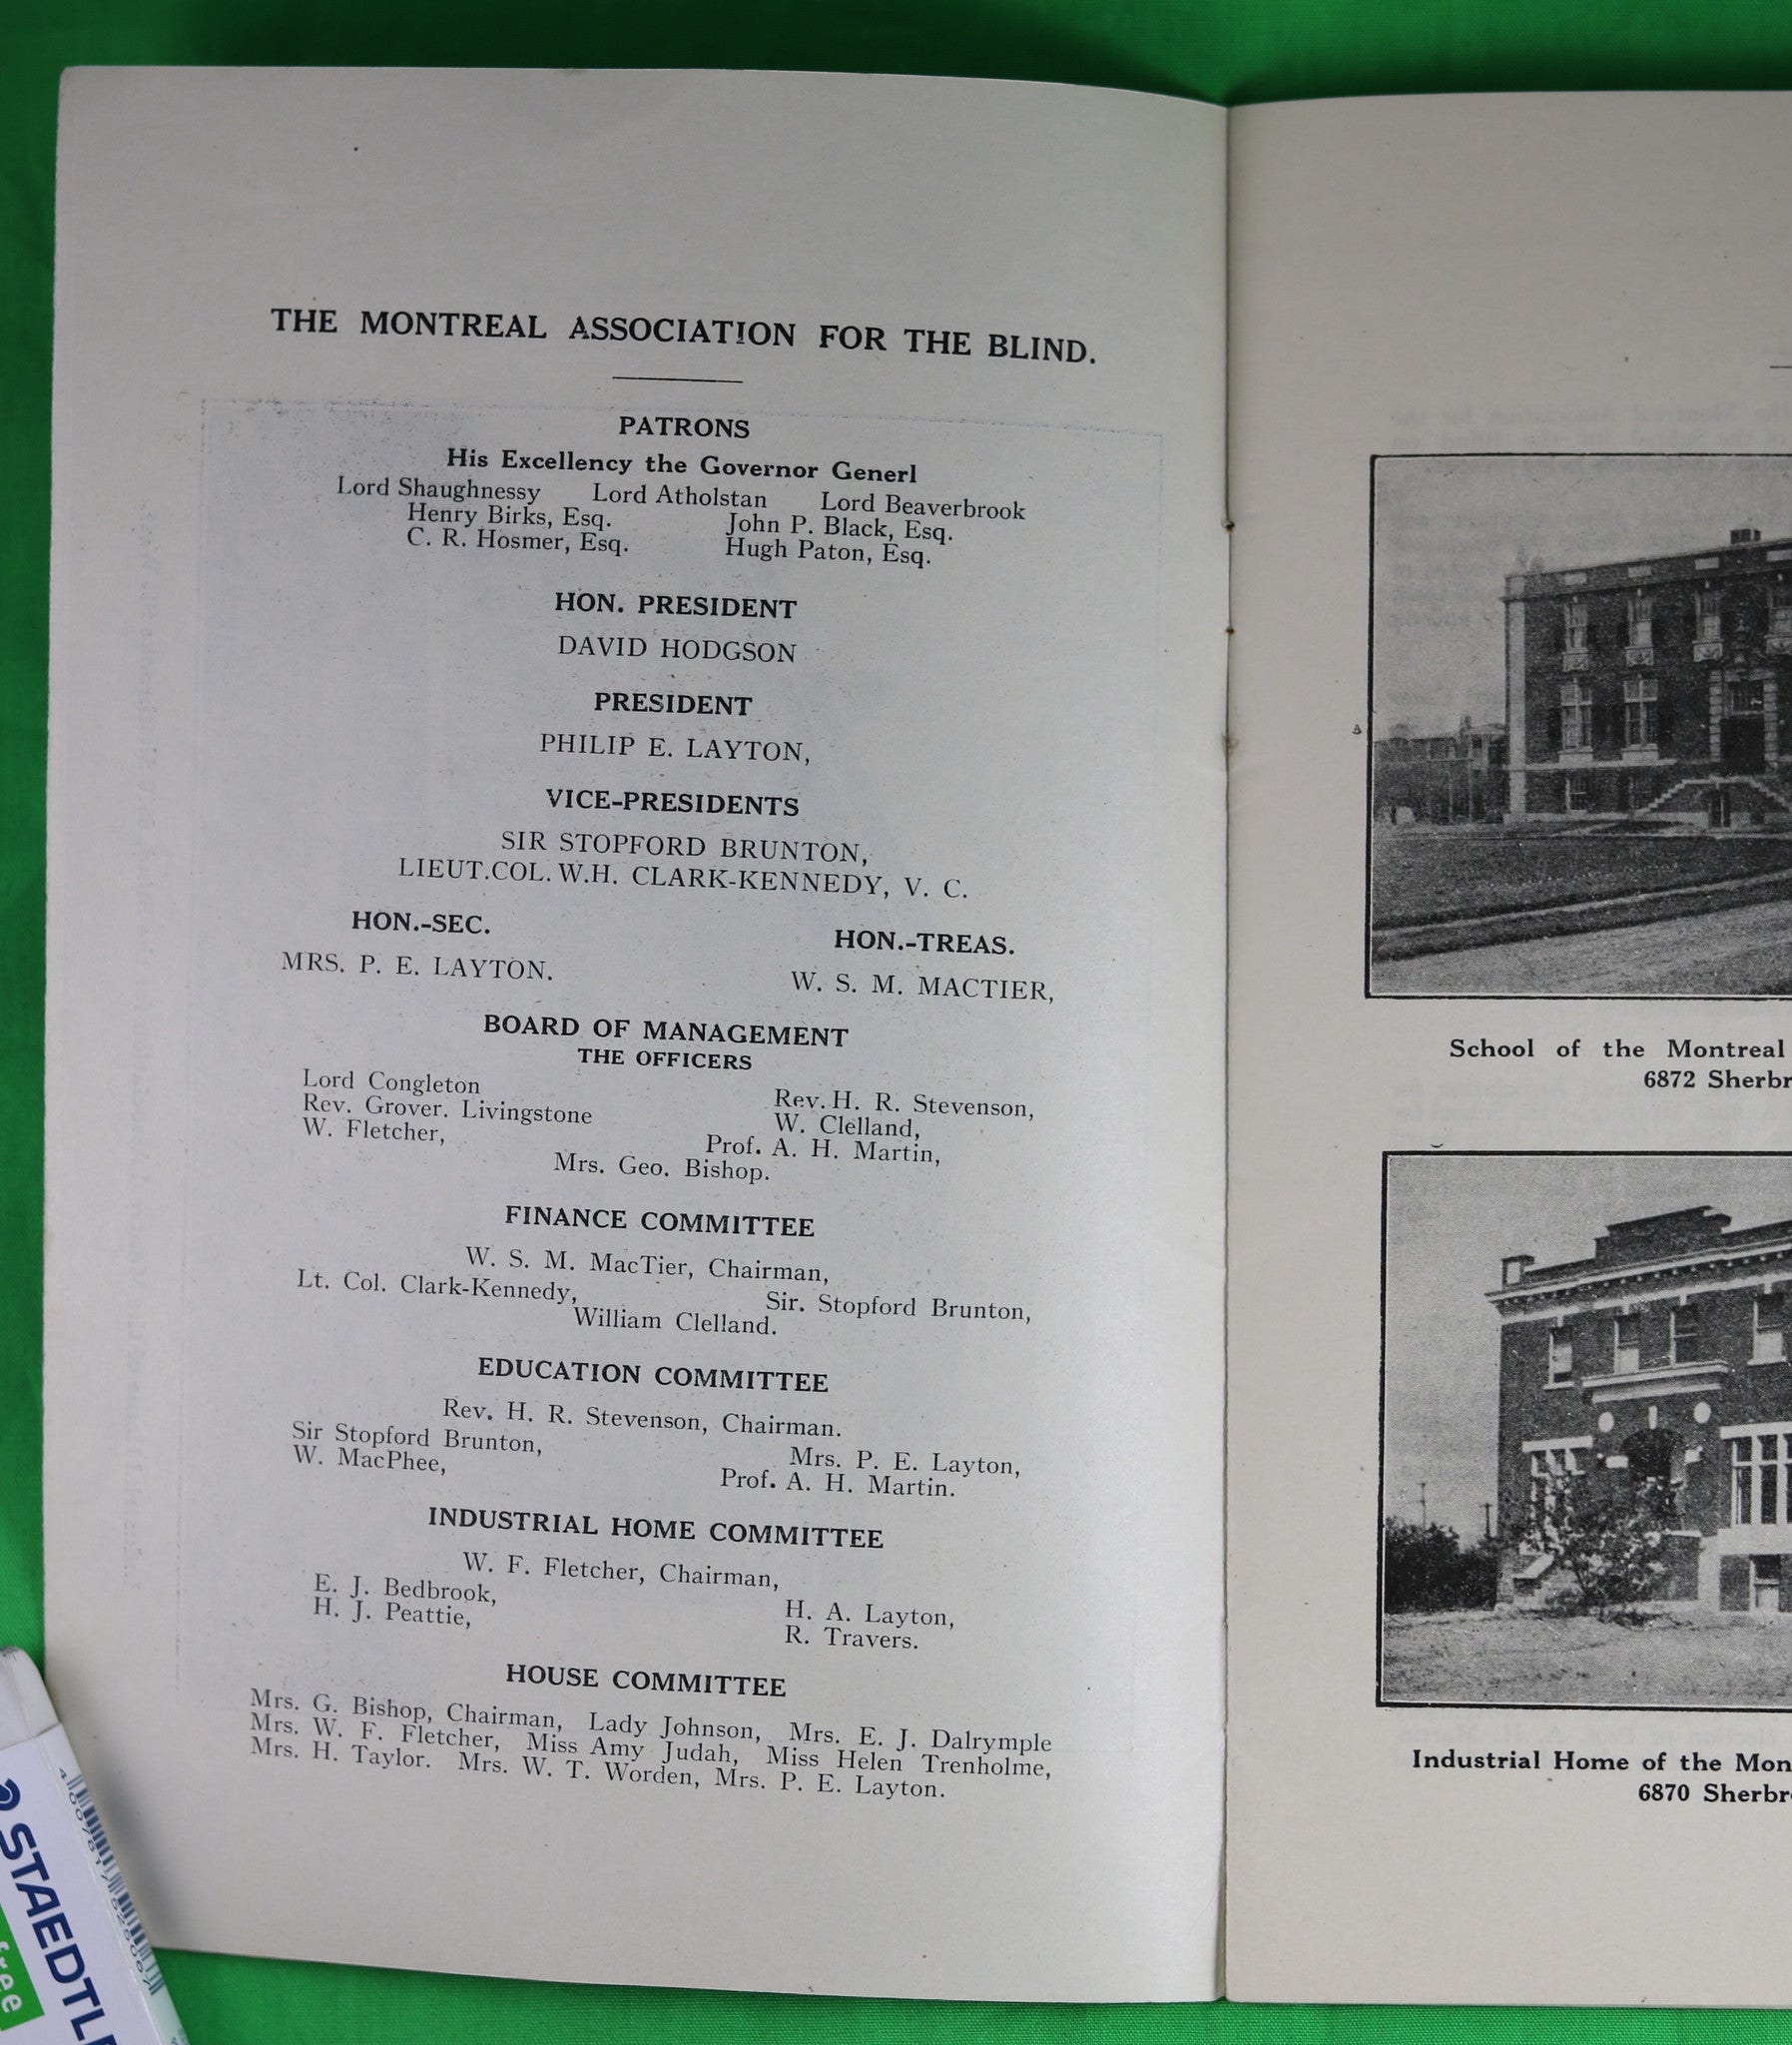 THE MONTREAL ASSOCIATION FOR THE BLIND.
PATRONS
His Excellency the Governor Generl
Lord Shaughnessy Lord Atholstan Lord Beaverbrook
Henry Birks, Esq. John P. Black, Esq.
C. R. Hosmer, Esq. Hugh Paton, Esq.
HON. PRESIDENT
DAVID HODGSON
PRESIDENT
PHILIP E. LAYTON,
VICE-PRESIDENTS
SIR STOPFORD BRUNTON,
LIEUT.COL. W.H. CLARK-KENNEDY, V. C.
HON.-SEC. HON.-TREAS.
MRS. P. E. LAYTON. W. S. M. MACTIER,
BOARD OF MANAGEMENT
THE OFFICERS
Lord Congleton Rev. H. R. Stevenson,
Rev. Grover. Livingstone W. Clelland,
W. Fletcher, Prof. A. H. Martin,
Mrs. Geo. Bishop.
FINANCE COMMITTEE
W. S. M. MacTier, Chairman,
Lt. Col. Clark-Kennedy, Sir. Stopford Brunton,
William Clelland.
EDUCATION COMMITTEE
Rev. H. R. Stevenson, Chairman.
Sir Stopford Brunton, Mrs. P. E. Layton,
W. MacPhee, Prof. A. H. Martin.
INDUSTRIAL HOME COMMITTEE
W. F. Fletcher, Chairman,
E. J. Bedbrook, H. A. Layton,
H. J. Peattie, R. Travers.
HOUSE COMMITTEE
Mrs. G. Bishop, Chairman, Lady Johnson, Mrs. E. J. Dalrymple
Mrs. W. F. Fletcher, Miss Amy Judah, Miss Helen Trenholme,
Mrs. H. Taylor. Mrs. W. T. Worden, Mrs. P. E. Layton.
School of the Montreal
6872 Sherbr
Industrial Home of the Mon
6870 Sherbr
STAEDTL
free